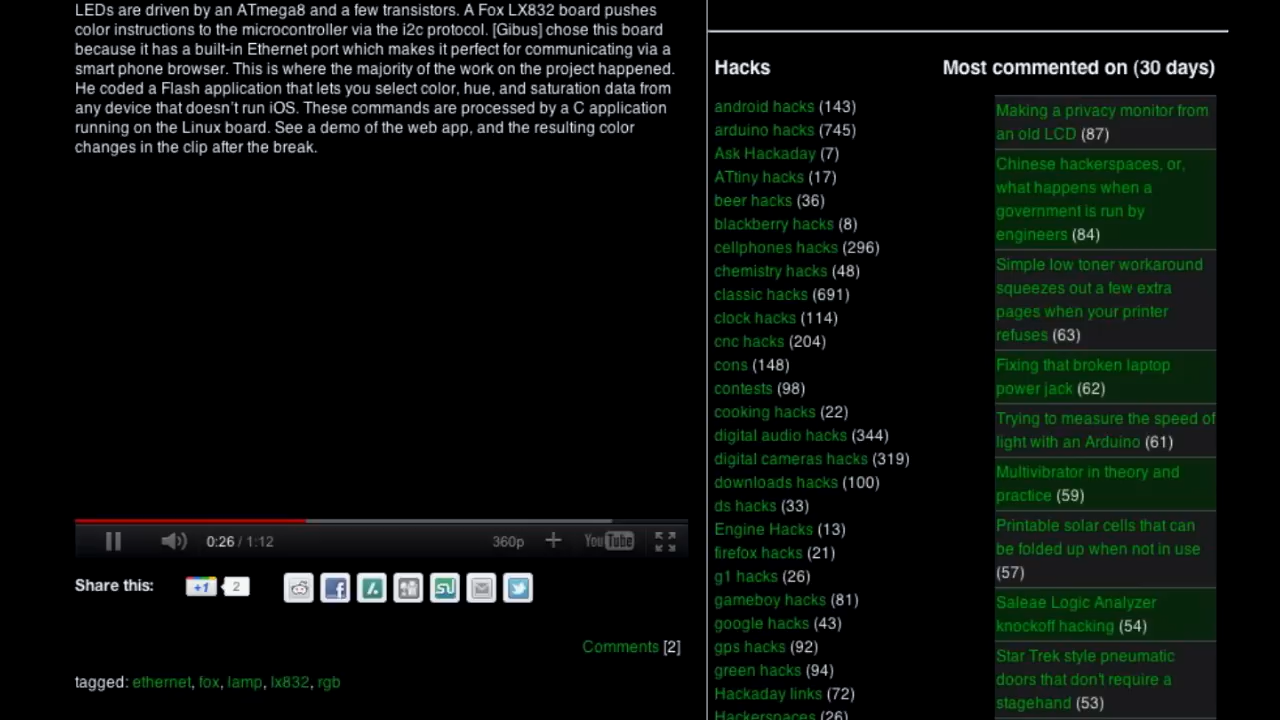 LEDs are driven by an ATmega8 and a few transistors. A Fox LX832 board pushes
color instructions to the microcontroller via the i2c protocol. [Gibus] chose this board
because it has a built-in Ethernet port which makes it perfect for communicating via a
smart phone browser. This is where the majority of the work on the project happened.
He coded a Flash application that lets you select color, hue, and saturation data from
any device that doesn't run iOS. These commands are processed by a C application
running on the Linux board. See a demo of the web app, and the resulting color
changes in the clip after the break.
0:26 / 1:12
360p
YouTube
Share this:
+1
2
Comments [2]
tagged: ethernet, fox, lamp, lx832, rgb
Hacks
android hacks (143)
arduino hacks (745)
Ask Hackaday (7)
ATtiny hacks (17)
beer hacks (36)
blackberry hacks (8)
cellphones hacks (296)
chemistry hacks (48)
classic hacks (691)
clock hacks (114)
cnc hacks (204)
cons (148)
contests (98)
cooking hacks (22)
digital audio hacks (344)
digital cameras hacks (319)
downloads hacks (100)
ds hacks (33)
Engine Hacks (13)
firefox hacks (21)
g1 hacks (26)
gameboy hacks (81)
google hacks (43)
gps hacks (92)
green hacks (94)
Hackaday links (72)
Hackerspaces (26)
Most commented on (30 days)
Making a privacy monitor from
an old LCD (87)
Chinese hackerspaces, or,
what happens when a
government is run by
engineers (84)
Simple low toner workaround
squeezes out a few extra
pages when your printer
refuses (63)
Fixing that broken laptop
power jack (62)
Trying to measure the speed of
light with an Arduino (61)
Multivibrator in theory and
practice (59)
Printable solar cells that can
be folded up when not in use
(57)
Saleae Logic Analyzer
knockoff hacking (54)
Star Trek style pneumatic
doors that don't require a
stagehand (53)